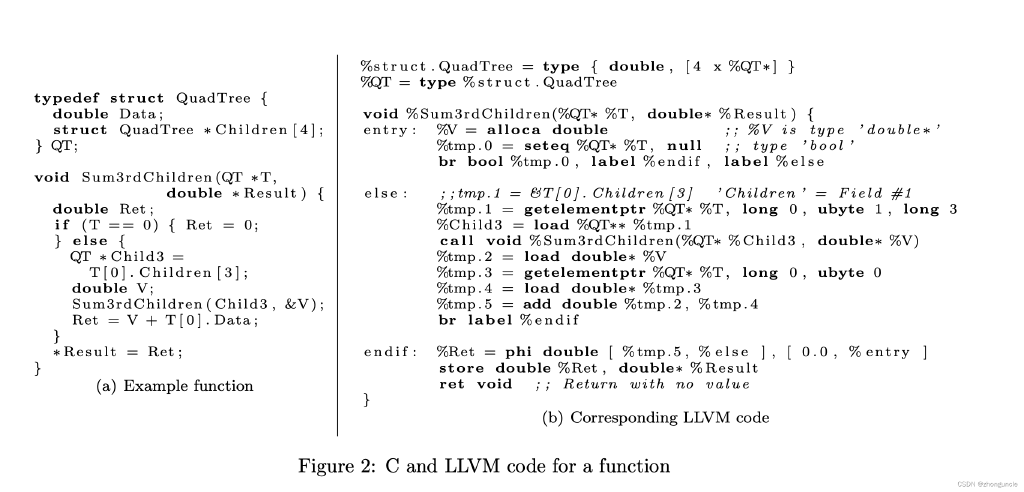 typedef struct QuadTree {
double Data;
struct QuadTree *Children[4];
} QT;
void Sum3rdChildren(QT *T,
double *Result) {
double Ret;
if (T == 0) { Ret = 0;
} else {
QT *Child3 =
T[0].Children[3];
double V;
Sum3rdChildren(Child3, &V);
Ret = V + T[0].Data;
}
*Result = Ret;
}
(a) Example function
%struct.QuadTree = type { double, [4 x %QT*] }
%QT = type %struct.QuadTree
void %Sum3rdChildren(%QT* %T, double* %Result) {
entry: %V = alloca double ;; %V is type 'double*'
%tmp.0 = seteq %QT* %T, null ;; type 'bool'
br bool %tmp.0, label %endif, label %else
else: ;;tmp.1 = &T[0].Children[3] 'Children' = Field #1
%tmp.1 = getelementptr %QT* %T, long 0, ubyte 1, long 3
%Child3 = load %QT** %tmp.1
call void %Sum3rdChildren(%QT* %Child3, double* %V)
%tmp.2 = load double* %V
%tmp.3 = getelementptr %QT* %T, long 0, ubyte 0
%tmp.4 = load double* %tmp.3
%tmp.5 = add double %tmp.2, %tmp.4
br label %endif
endif: %Ret = phi double [ %tmp.5, %else ], [ 0.0, %entry ]
store double %Ret, double* %Result
ret void ;; Return with no value
}
(b) Corresponding LLVM code
Figure 2: C and LLVM code for a function